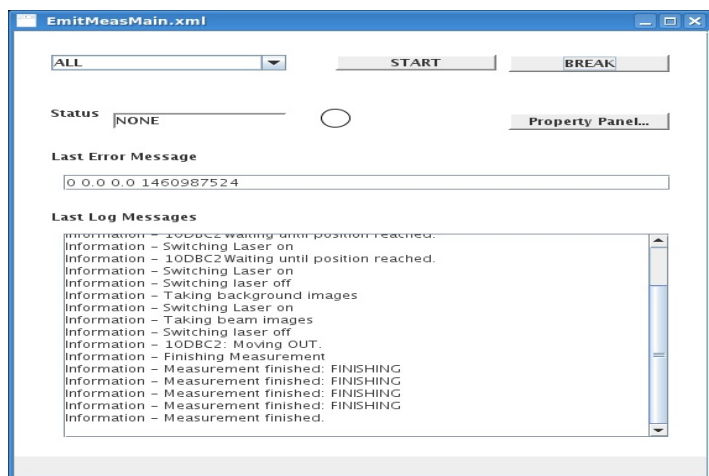 EmitMeasMain.xml
ALL
START
BREAK
Status
NONE
Property Panel...
Last Error Message
0 0.0 0.0 1460987524
Last Log Messages
Information - 10DBC2 Waiting until position reached.
Information - Switching Laser on
Information - 10DBC2 Waiting until position reached.
Information - Switching Laser on
Information - Switching laser off
Information - Taking background images
Information - Switching Laser on
Information - Taking beam images
Information - Switching laser off
Information - 10DBC2: Moving OUT.
Information - Finishing Measurement
Information - Measurement finished: FINISHING
Information - Measurement finished: FINISHING
Information - Measurement finished: FINISHING
Information - Measurement finished: FINISHING
Information - Measurement finished.